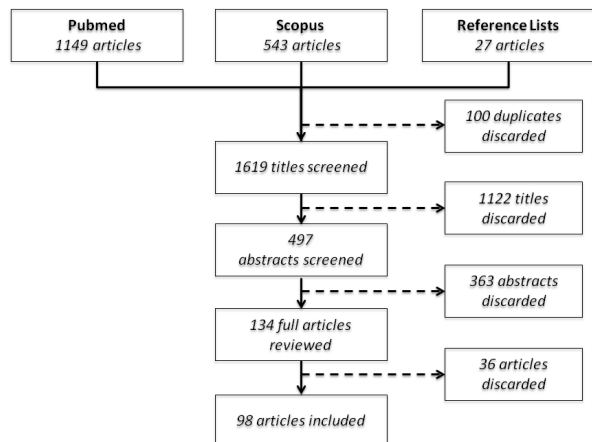 Pubmed
1149 articles
Scopus
543 articles
Reference Lists
27 articles
100 duplicates
discarded
1619 titles screened
1122 titles
discarded
497
abstracts screened
363 abstracts
discarded
134 full articles
reviewed
36 articles
discarded
98 articles included